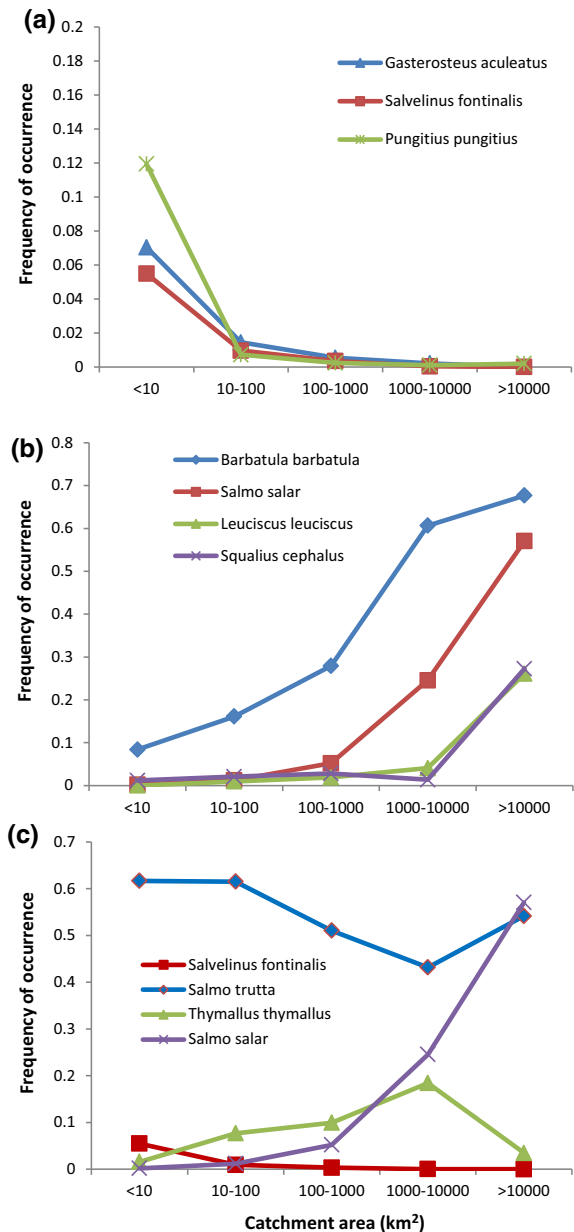 (a)
0.2
0.18
0.16
0.14
0.12
0.1
0.08
0.06
0.04
0.02
0
Frequency of occurrence
Gasterosteus aculeatus
Salvelinus fontinalis
Pungitius pungitius
<10 10-100 100-1000 1000-10000 >10000
(b)
0.8
0.7
0.6
0.5
0.4
0.3
0.2
0.1
0
Frequency of occurrence
Barbatula barbatula
Salmo salar
Leuciscus leuciscus
Squalius cephalus
<10 10-100 100-1000 1000-10000 >10000
(c)
0.7
0.6
0.5
0.4
0.3
0.2
0.1
0
Frequency of occurrence
Salvelinus fontinalis
Salmo trutta
Thymallus thymallus
Salmo salar
<10 10-100 100-1000 1000-10000 >10000
Catchment area (km²)